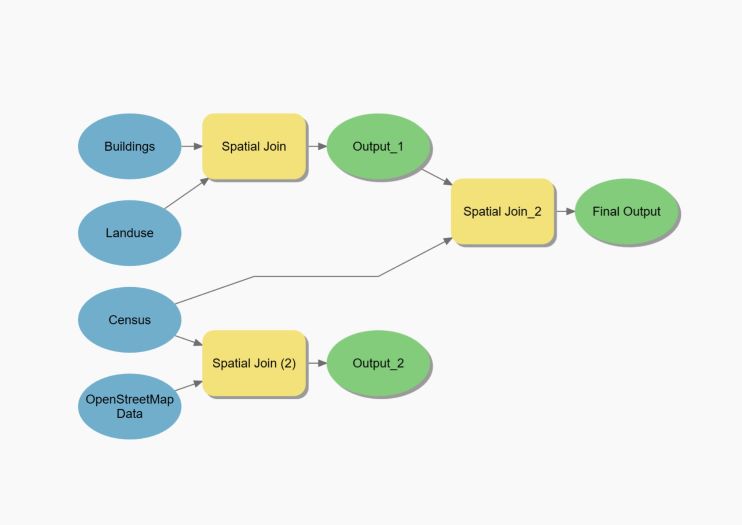 Buildings
Spatial Join
Output_1
Landuse
Spatial Join_2
Final Output
Census
Spatial Join (2)
Output_2
OpenStreetMap
Data